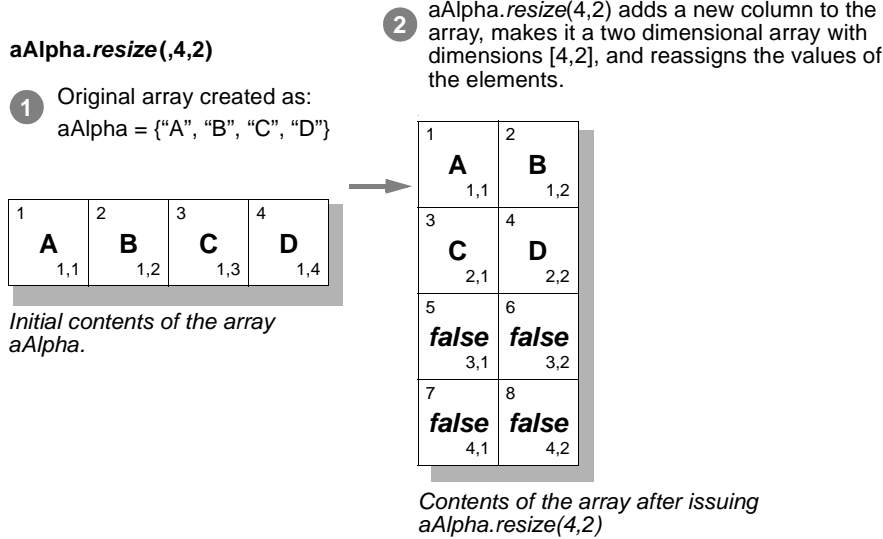 aAlpha.resize(,4,2)
1
Original array created as:
aAlpha = {“A”, “B”, “C”, “D”}
1 2 3 4
A B C D
1,1 1,2 1,3 1,4
Initial contents of the array
aAlpha.
2
aAlpha.resize(4,2) adds a new column to the
array, makes it a two dimensional array with
dimensions [4,2], and reassigns the values of
the elements.
1 2
A B
1,1 1,2
3 4
C D
2,1 2,2
5 6
false false
3,1 3,2
7 8
false false
4,1 4,2
Contents of the array after issuing
aAlpha.resize(4,2)